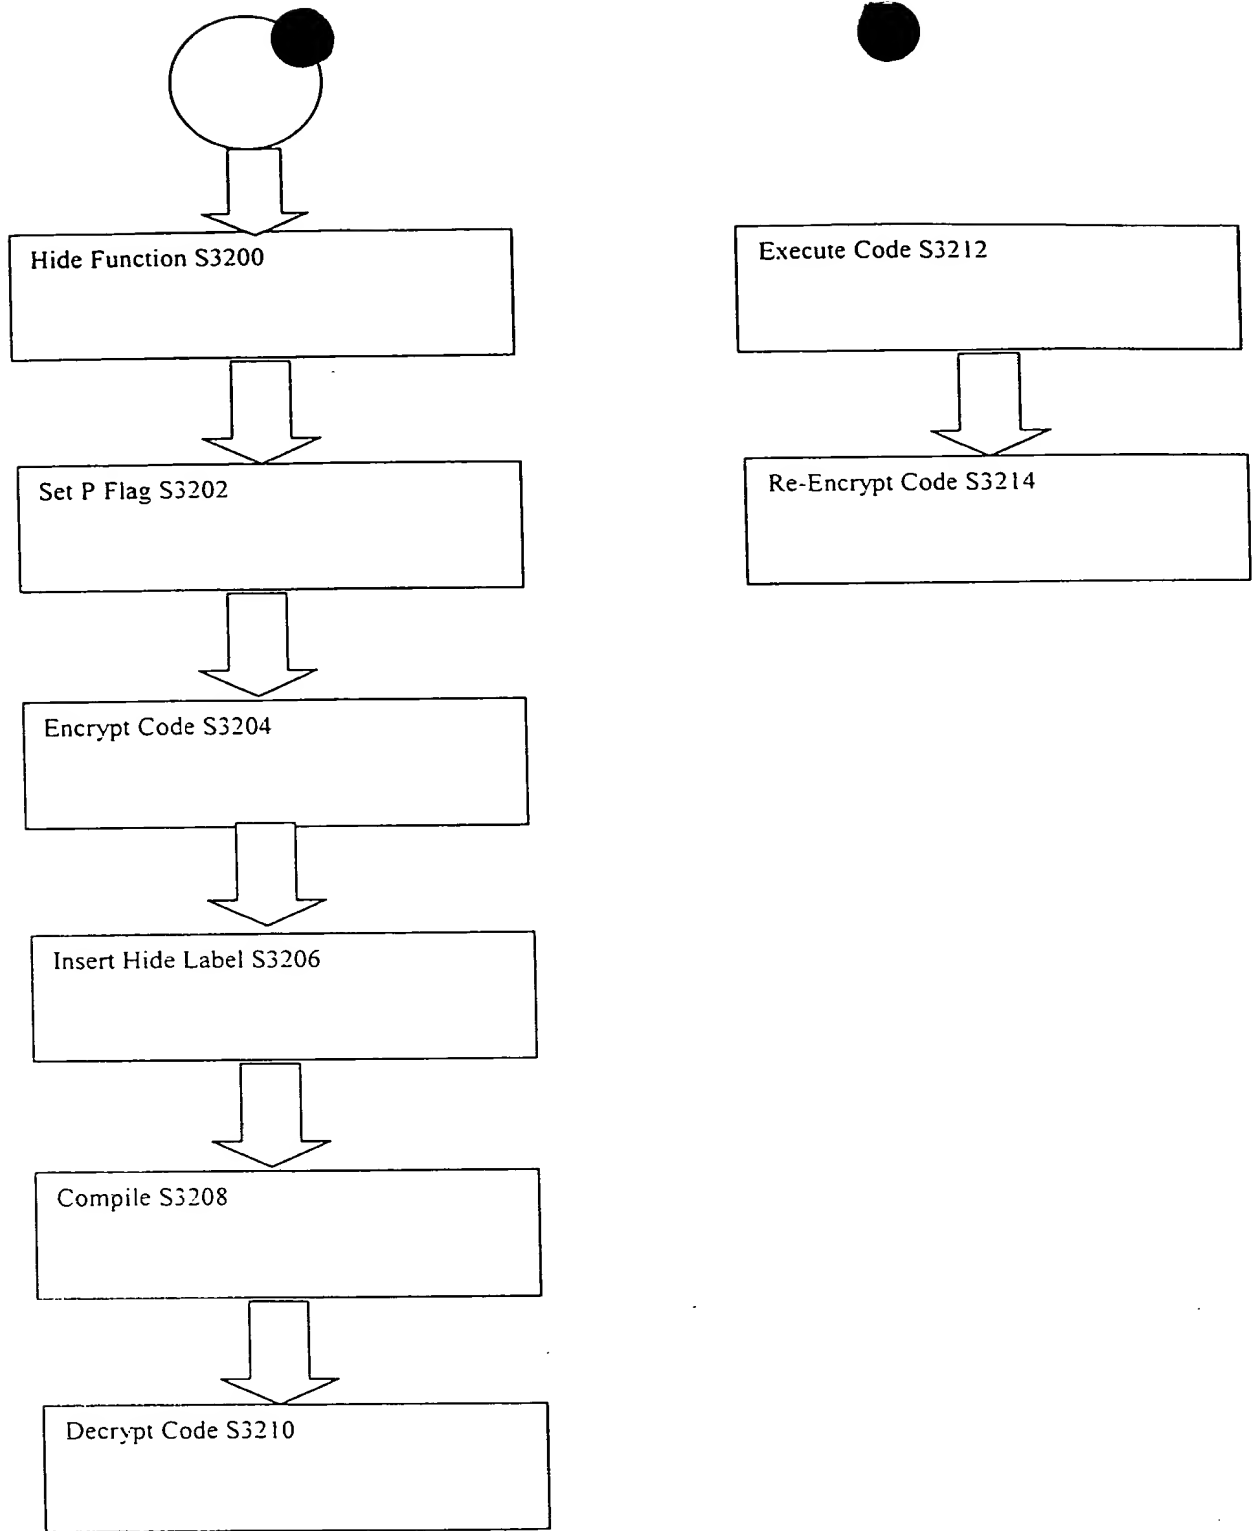 Hide Function S3200
Set P Flag S3202
Encrypt Code S3204
Insert Hide Label S3206
Compile S3208
Decrypt Code S3210
Execute Code S3212
Re-Encrypt Code S3214